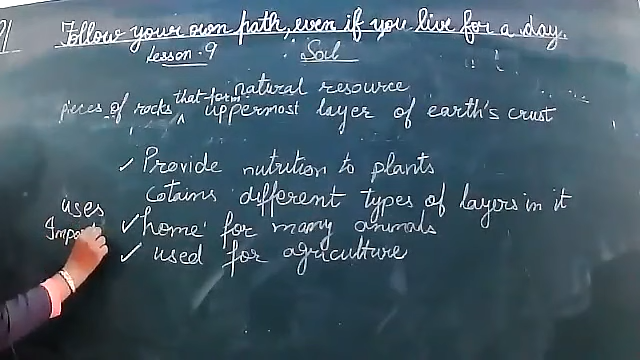 Follow your own path, even if you live for a day.
Lesson: 9 Soil
natural resource
pieces of rocks ^ that form uppermost layer of earth's crust
✓ Provide nutrition to plants
cotains different types of layers in it
uses ✓ home for many animals
Impo ✓ used for agriculture